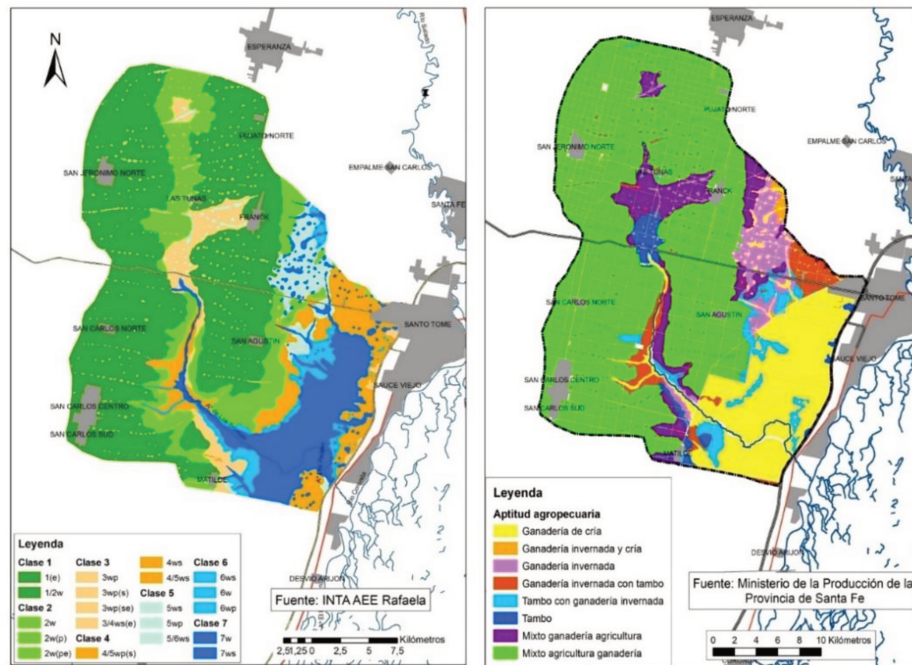 N
ESPERANZA
Río Salado
PUJATO NORTE
SAN JERONIMO NORTE
EMPALME SAN CARLOS
LAS TUNAS
SANTA FE
FRANCK
SANTO TOME
SAN CARLOS NORTE
SAN AGUSTIN
SAUCE VIEJO
SAN CARLOS CENTRO
SAN CARLOS SUD
MATILDE
DESVIO ARIJON
Leyenda
Clase 1
1(e)
1/2w
Clase 2
2w
2w(p)
2w(pe)
Clase 3
3wp
3wp(s)
3wp(se)
3/4ws(e)
Clase 4
4/5wp(s)
4ws
4/5ws
Clase 5
5ws
5wp
5/6ws
Clase 6
6ws
6w
6wp
Clase 7
7w
7ws
Fuente: INTA AEE Rafaela
2,51,25 0 2,5 5 7,5
Kilómetros
ESPERANZA
PUJATO NORTE
SAN JERONIMO NORTE
EMPALME SAN CARLOS
LAS TUNAS
SANTA
FRANCK
SANTO TOME
SAN CARLOS NORTE
SAN AGUSTIN
SAUCE VIEJO
SAN CARLOS CENTRO
SAN CARLOS SUD
MATILDE
DESVIO ARIJON
Leyenda
Aptitud agropecuaria
Ganadería de cría
Ganadería invernada y cría
Ganadería invernada
Ganadería invernada con tambo
Tambo con ganadería invernada
Tambo
Mixto ganadería agricultura
Mixto agricultura ganadería
Fuente: Ministerio de la Producción de la
Provincia de Santa Fe
0 2 4 6 8 10
Kilómetros